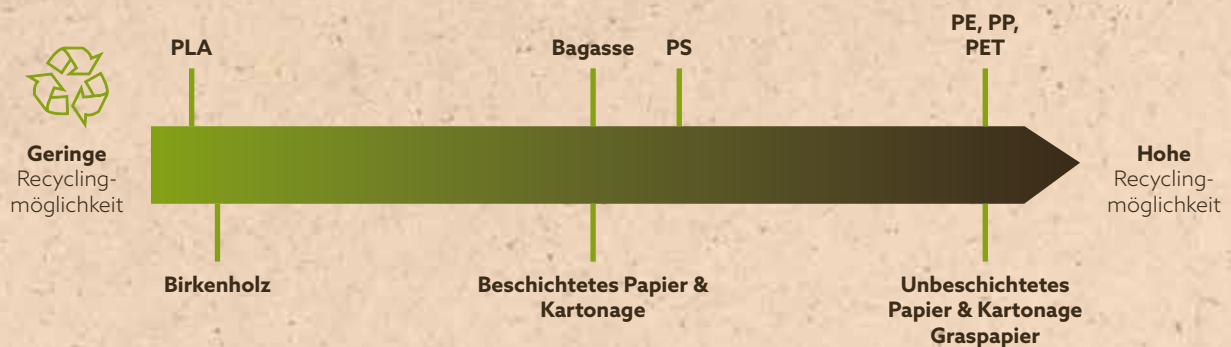 PLA
Bagasse
PS
PE, PP,
PET
Geringe
Recycling-
möglichkeit
Hohe
Recycling-
möglichkeit
Birkenholz
Beschichtetes Papier &
Kartonage
Unbeschichtetes
Papier & Kartonage
Graspapier